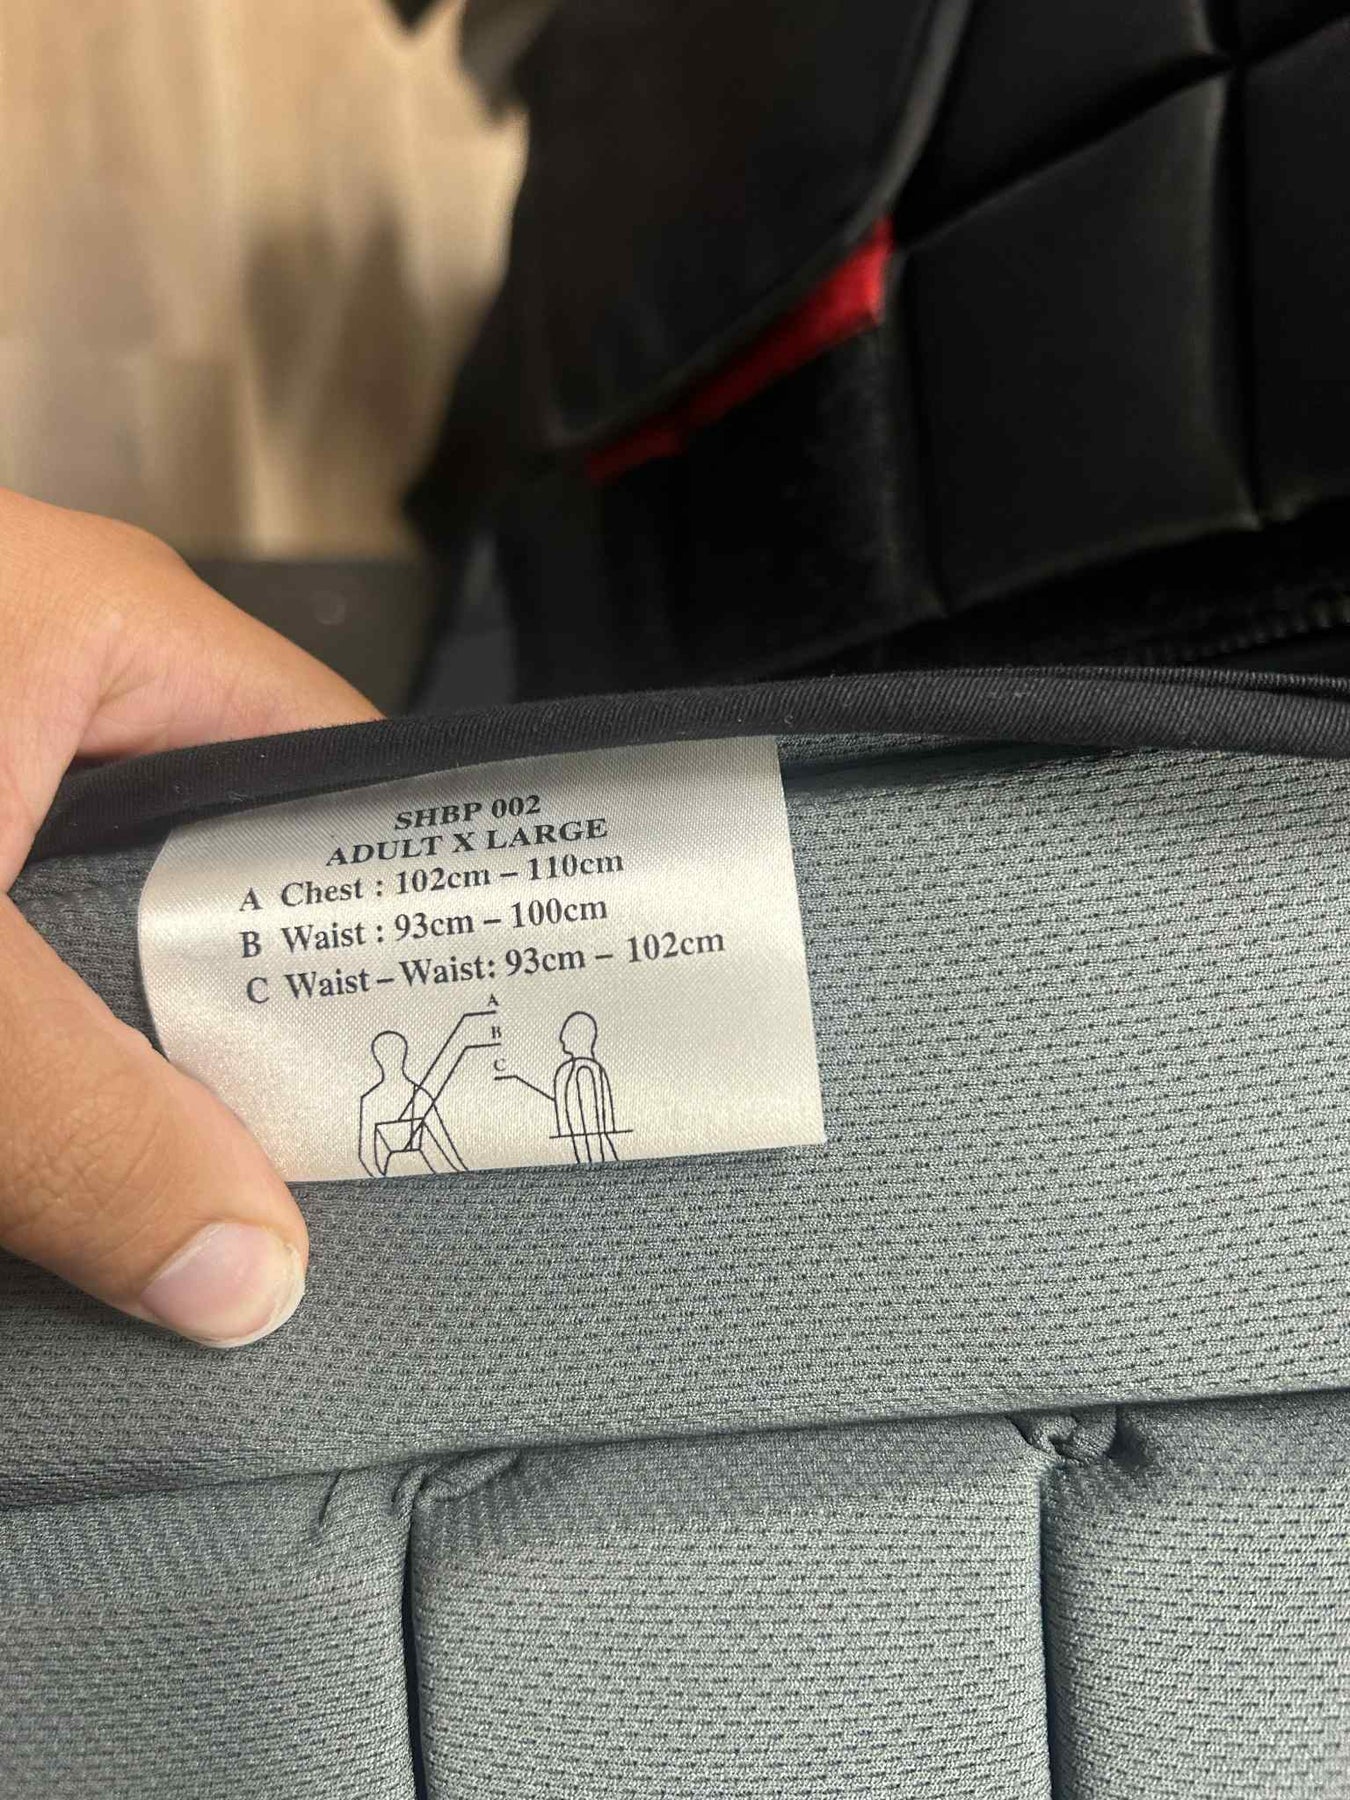 SHBP 002
ADULT X LARGE
A Chest : 102cm – 110cm
B Waist : 93cm – 100cm
C Waist – Waist: 93cm – 102cm
A
B
C